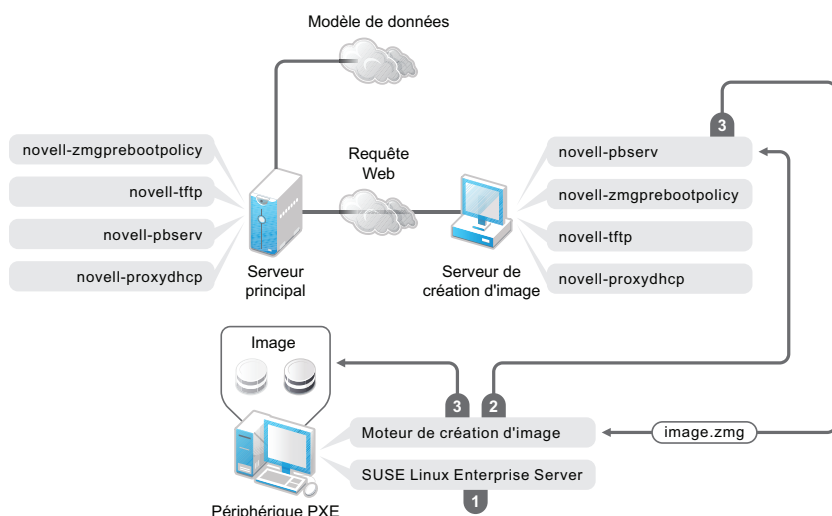 Modèle de données
3
novell-zmgprebootpolicy
novell-tftp
novell-pbserv
novell-proxydhcp
Requête
Web
novell-pbserv
novell-zmgprebootpolicy
novell-tftp
novell-proxydhcp
Serveur
principal
Serveur de
création d'image
Image
3
2
Moteur de création d'image
image.zmg
SUSE Linux Enterprise Server
1
Périphérique PXE